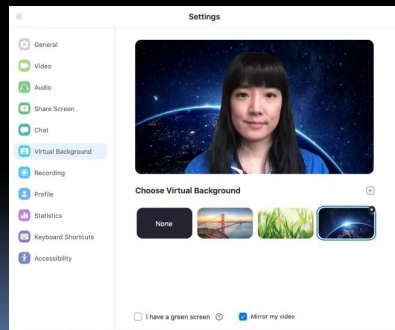 Settings
General
Video
Audio
Share Screen
Chat
Virtual Background
Recording
Profile
Statistics
Keyboard Shortcuts
Accessibility
Choose Virtual Background
None
I have a green screen
Mirror my video